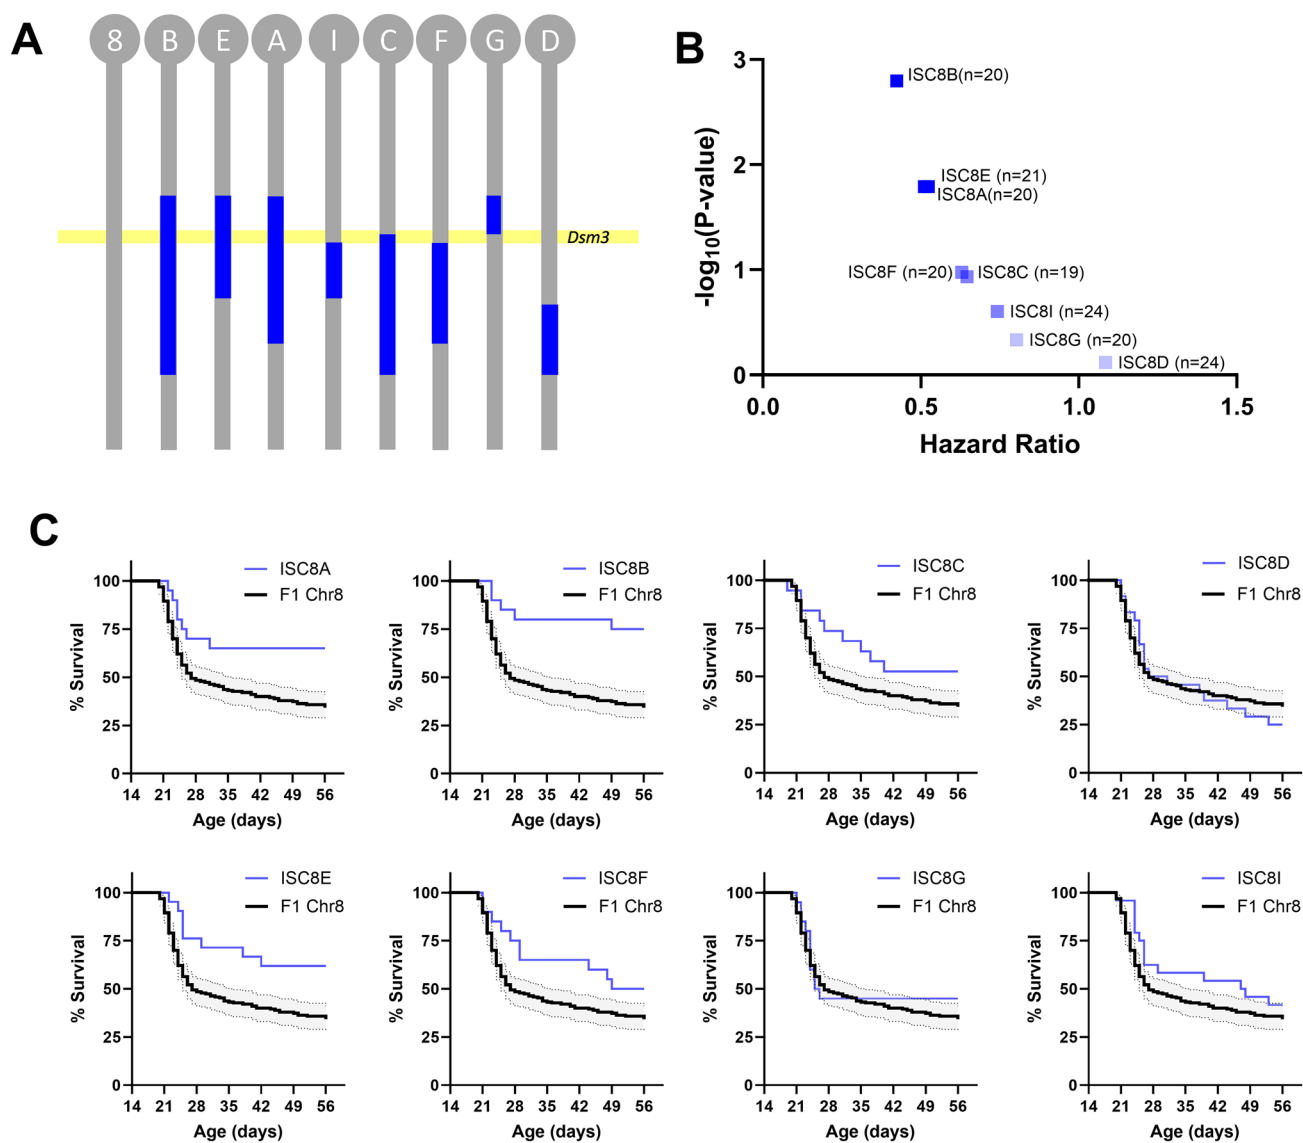 A
8 B E A I C F G D
Dsm3
B
-log10(P-value)
3
2
1
0
ISC8B(n=20)
ISC8E (n=21)
ISC8A(n=20)
ISC8F (n=20)
ISC8C (n=19)
ISC8I (n=24)
ISC8G (n=20)
ISC8D (n=24)
0.0 0.5 1.0 1.5
Hazard Ratio
C
ISC8A
F1 Chr8
% Survival
100
75
50
25
0
14 21 28 35 42 49 56
Age (days)
ISC8B
F1 Chr8
% Survival
100
75
50
25
0
14 21 28 35 42 49 56
Age (days)
ISC8C
F1 Chr8
% Survival
100
75
50
25
0
14 21 28 35 42 49 56
Age (days)
ISC8D
F1 Chr8
% Survival
100
75
50
25
0
14 21 28 35 42 49 56
Age (days)
ISC8E
F1 Chr8
% Survival
100
75
50
25
0
14 21 28 35 42 49 56
Age (days)
ISC8F
F1 Chr8
% Survival
100
75
50
25
0
14 21 28 35 42 49 56
Age (days)
ISC8G
F1 Chr8
% Survival
100
75
50
25
0
14 21 28 35 42 49 56
Age (days)
ISC8I
F1 Chr8
% Survival
100
75
50
25
0
14 21 28 35 42 49 56
Age (days)